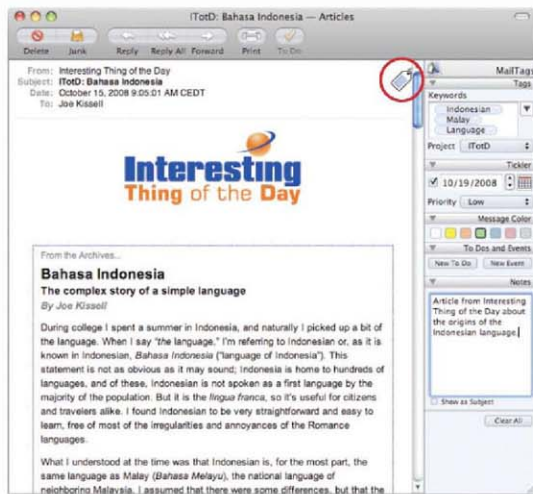 ITotD: Bahasa Indonesia — Articles
Delete Junk Reply Reply All Forward Print To Do
From: Interesting Thing of the Day
Subject: ITotD: Bahasa Indonesia
Date: October 15, 2008 9:05:01 AM CEDT
To: Joe Kissell
Interesting
Thing of the Day
From the Archives...
Bahasa Indonesia
The complex story of a simple language
By Joe Kissell
During college I spent a summer in Indonesia, and naturally I picked up a bit of
the language. When I say "the language," I'm referring to Indonesian or, as it is
known in Indonesian, Bahasa Indonesia ("language of Indonesia"). This
statement is not as obvious as it may sound; Indonesia is home to hundreds of
languages, and of these, Indonesian is not spoken as a first language by the
majority of the population. But it is the lingua franca, so it's useful for citizens
and travelers alike. I found Indonesian to be very straightforward and easy to
learn, free of most of the irregularities and annoyances of the Romance
languages.
What I understood at the time was that Indonesian is, for the most part, the
same language as Malay (Bahasa Melayu), the national language of
neighboring Malaysia. I assumed that there were some differences, but that the
MailTags
Tags
Keywords
Indonesian
Malay
Language
Project ITotD
Tickler
10/19/2008
Priority Low
Message Color
To Dos and Events
New To Do New Event
Notes
Article from Interesting
Thing of the Day about
the origins of the
Indonesian language.
Show as Subject
Clear All